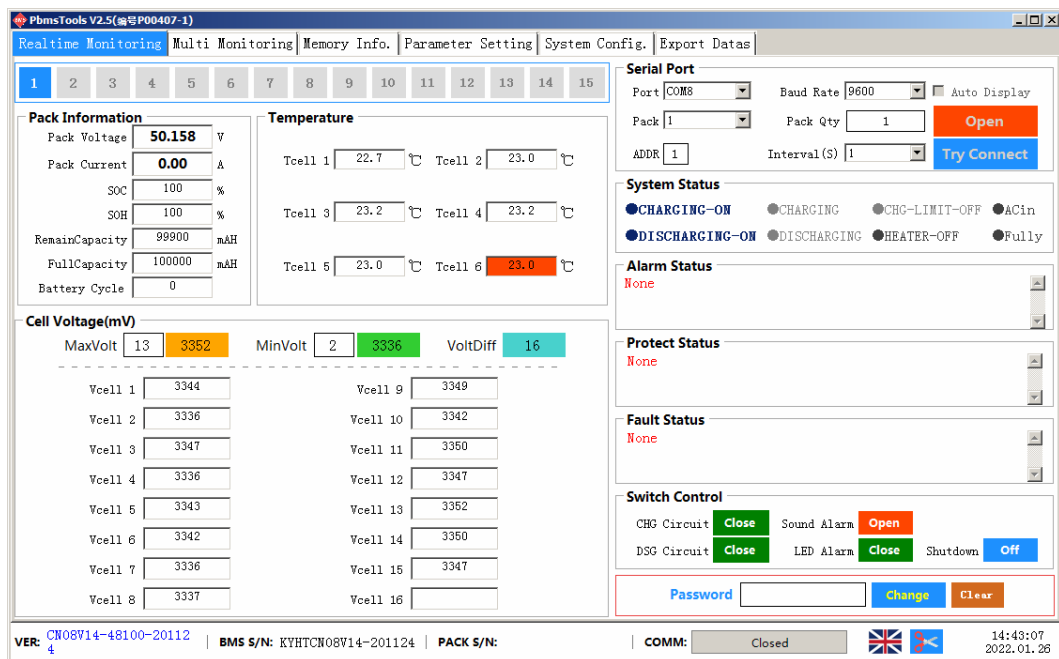 PbmsTools V2.5(编号P00407-1)
Realtime Monitoring Multi Monitoring Memory Info. Parameter Setting System Config. Export Datas
1 2 3 4 5 6 7 8 9 10 11 12 13 14 15
Pack Information
Pack Voltage 50.158 V
Pack Current 0.00 A
SOC 100 %
SOH 100 %
RemainCapacity 99900 mAH
FullCapacity 100000 mAH
Battery Cycle 0
Temperature
Tcell 1 22.7 ℃ Tcell 2 23.0 ℃
Tcell 3 23.2 ℃ Tcell 4 23.2 ℃
Tcell 5 23.0 ℃ Tcell 6 23.0 ℃
Cell Voltage(mV)
MaxVolt 13 3352 MinVolt 2 3336 VoltDiff 16
Vcell 1 3344 Vcell 9 3349
Vcell 2 3336 Vcell 10 3342
Vcell 3 3347 Vcell 11 3350
Vcell 4 3336 Vcell 12 3347
Vcell 5 3343 Vcell 13 3352
Vcell 6 3342 Vcell 14 3350
Vcell 7 3336 Vcell 15 3347
Vcell 8 3337 Vcell 16
Serial Port
Port COM8 Baud Rate 9600 Auto Display
Pack 1 Pack Qty 1 Open
ADDR 1 Interval(S) 1 Try Connect
System Status
CHARGING-ON CHARGING CHG-LIMIT-OFF ACin
DISCHARGING-ON DISCHARGING HEATER-OFF Fully
Alarm Status
None
Protect Status
None
Fault Status
None
Switch Control
CHG Circuit Close Sound Alarm Open
DSG Circuit Close LED Alarm Close Shutdown Off
Password Change Clear
VER: CN08V14-48100-20112
4
BMS S/N: KYHTCN08V14-201124 PACK S/N:
COMM: Closed
14:43:07
2022.01.26